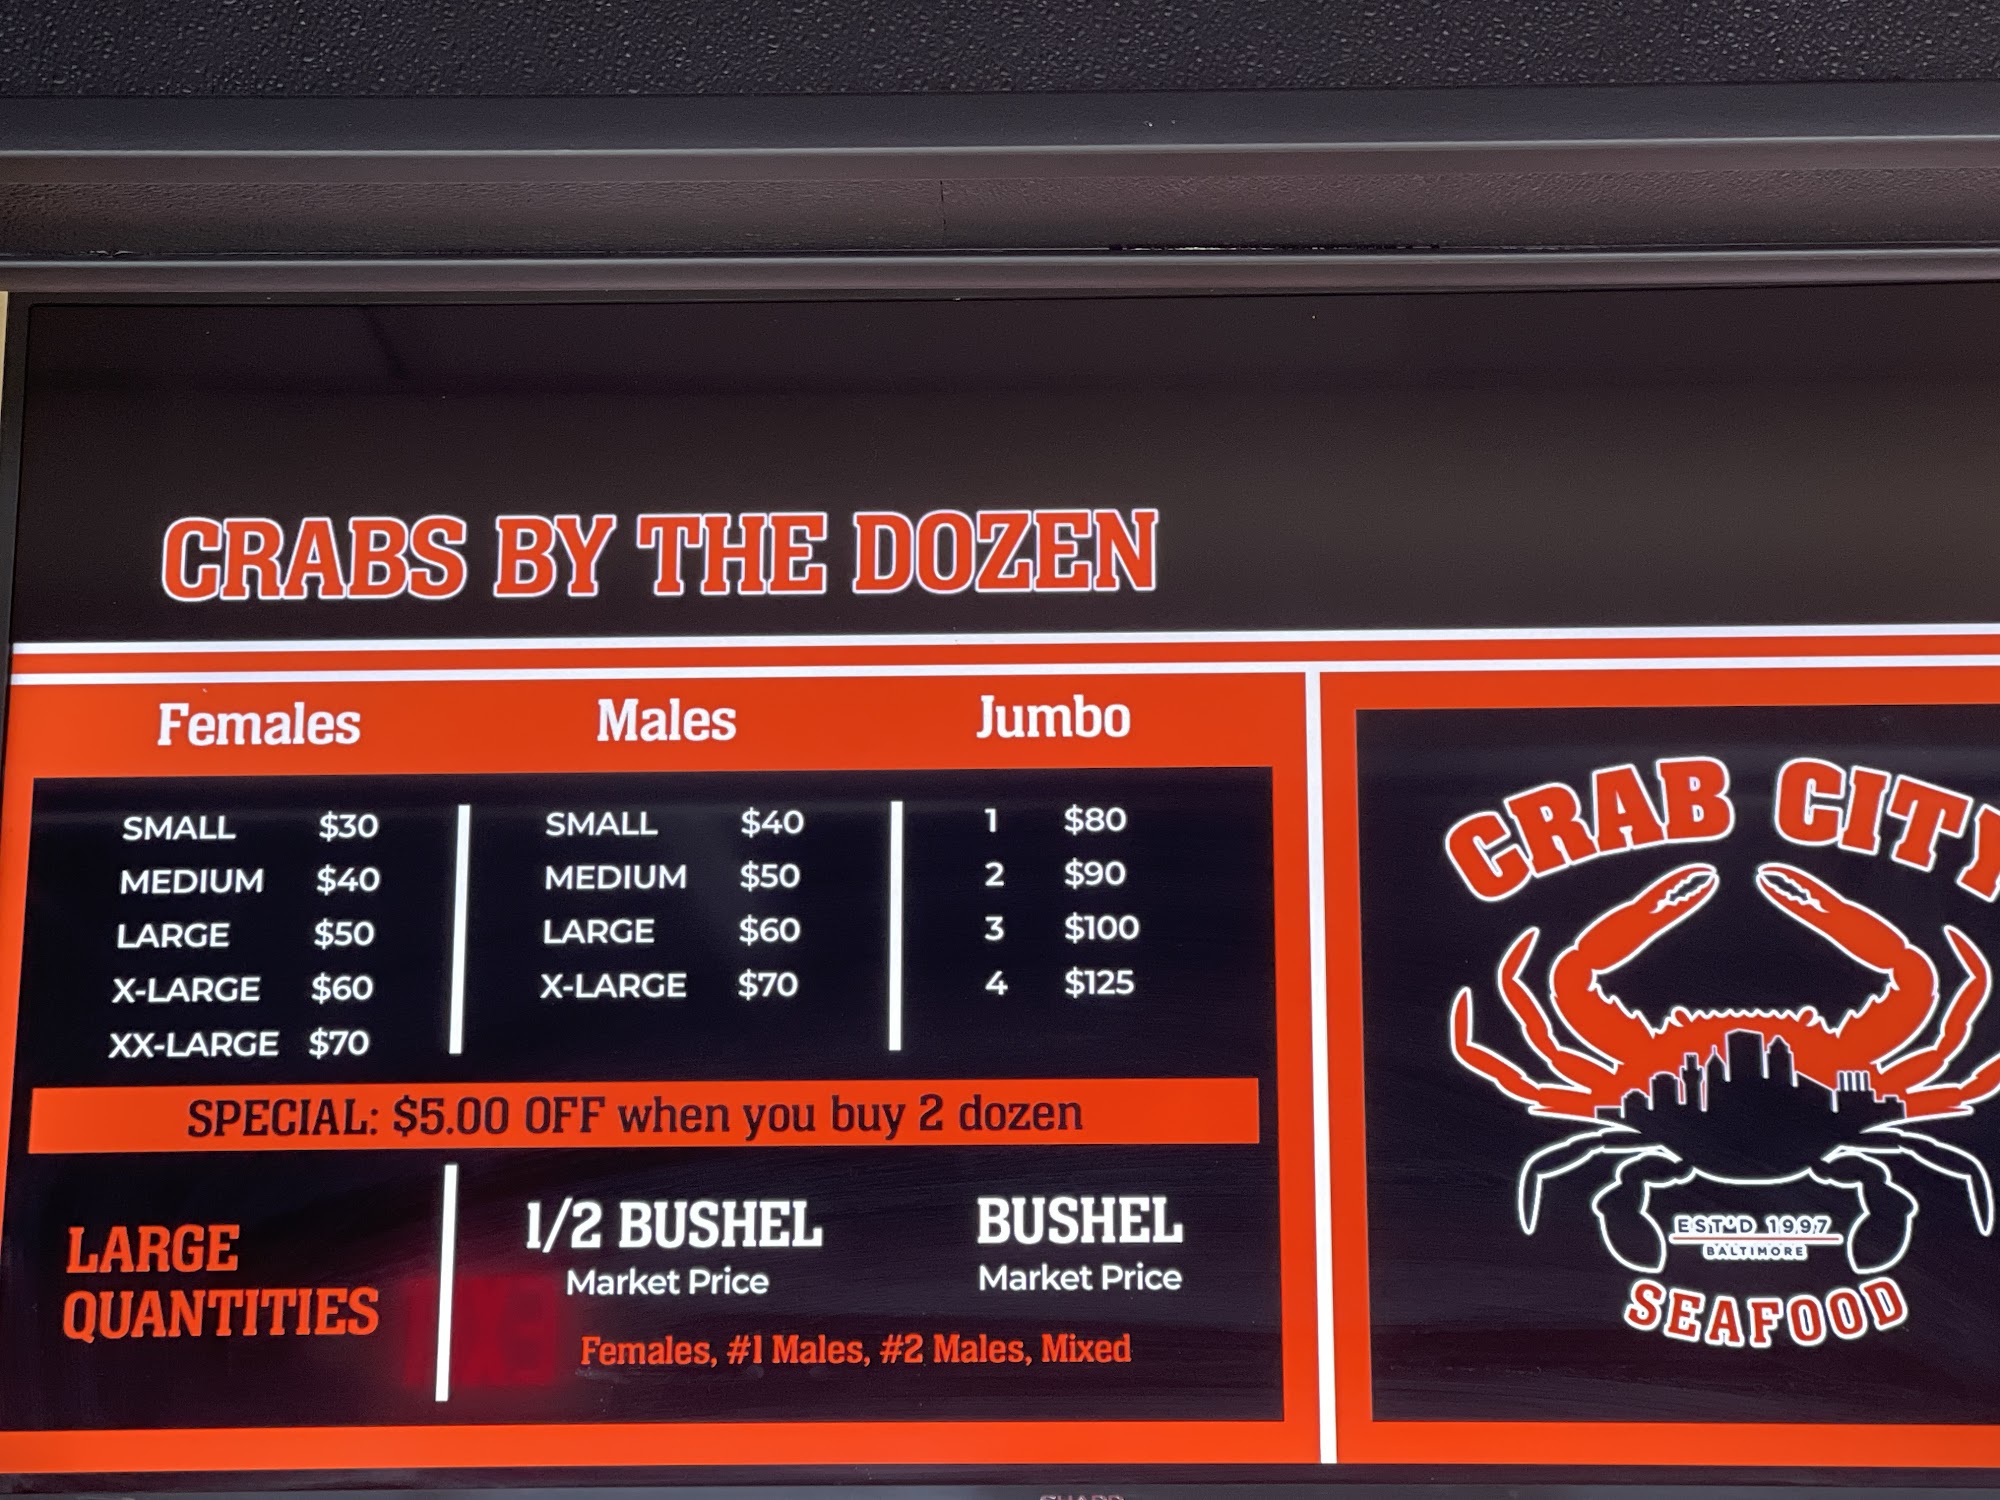 CRABS BY THE DOZEN
Females
SMALL $30
MEDIUM $40
LARGE $50
X-LARGE $60
XX-LARGE $70
Males
SMALL $40
MEDIUM $50
LARGE $60
X-LARGE $70
Jumbo
1 $80
2 $90
3 $100
4 $125
SPECIAL: $5.00 OFF when you buy 2 dozen
LARGE
QUANTITIES
1/2 BUSHEL
Market Price
BUSHEL
Market Price
Females, #1 Males, #2 Males, Mixed
CRAB CITY
EST'D 1997
BALTIMORE
SEAFOOD